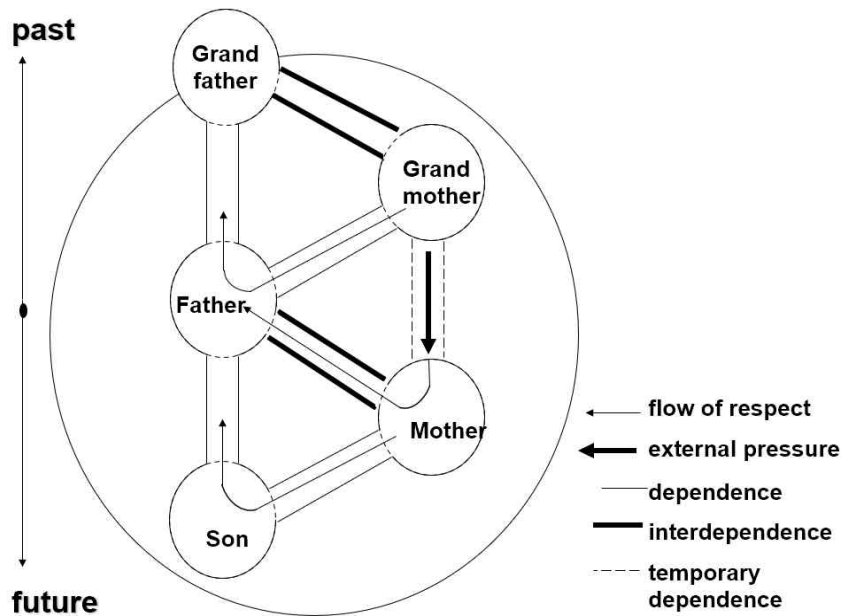 past
Grand
father
Grand
mother
Father
Mother
Son
future
flow of respect
external pressure
dependence
interdependence
temporary
dependence